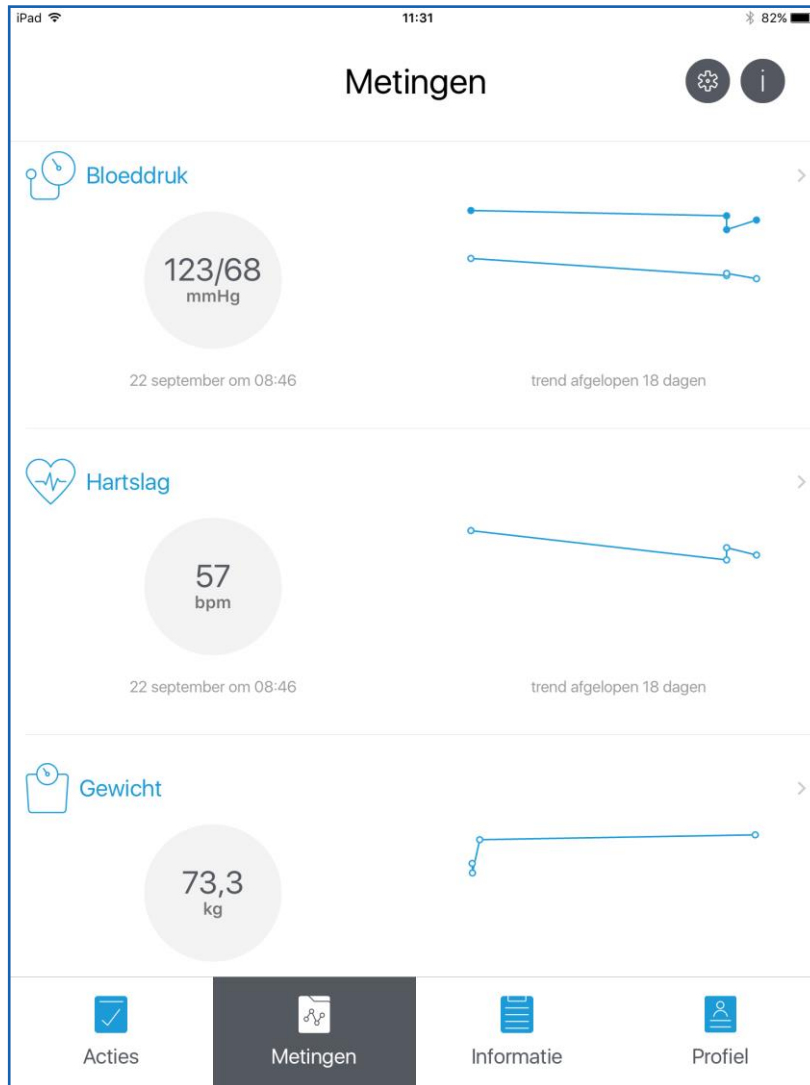 iPad 11:31 82%
Metingen
i
Bloeddruk
123/68
mmHg
22 september om 08:46 trend afgelopen 18 dagen
Hartslag
57
bpm
22 september om 08:46 trend afgelopen 18 dagen
Gewicht
73,3
kg
Acties Metingen Informatie Profiel